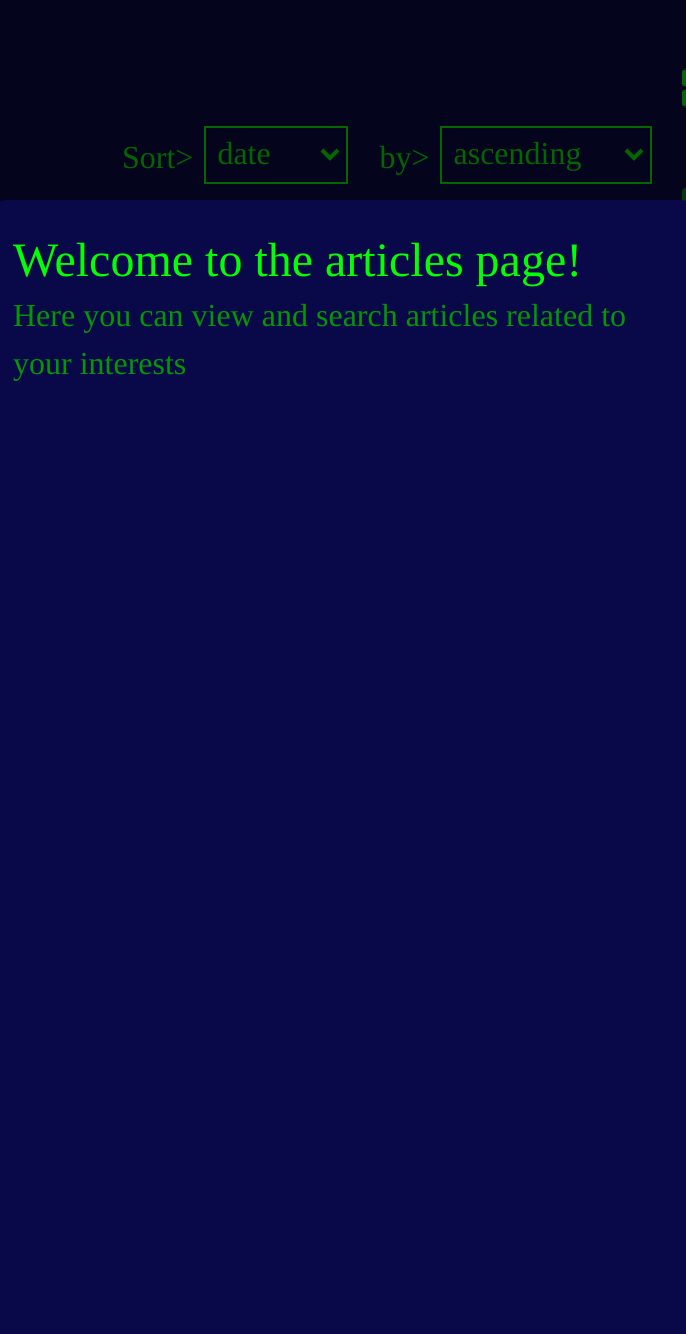 Sort> date by> ascending
Welcome to the articles page!
Here you can view and search articles related to
your interests